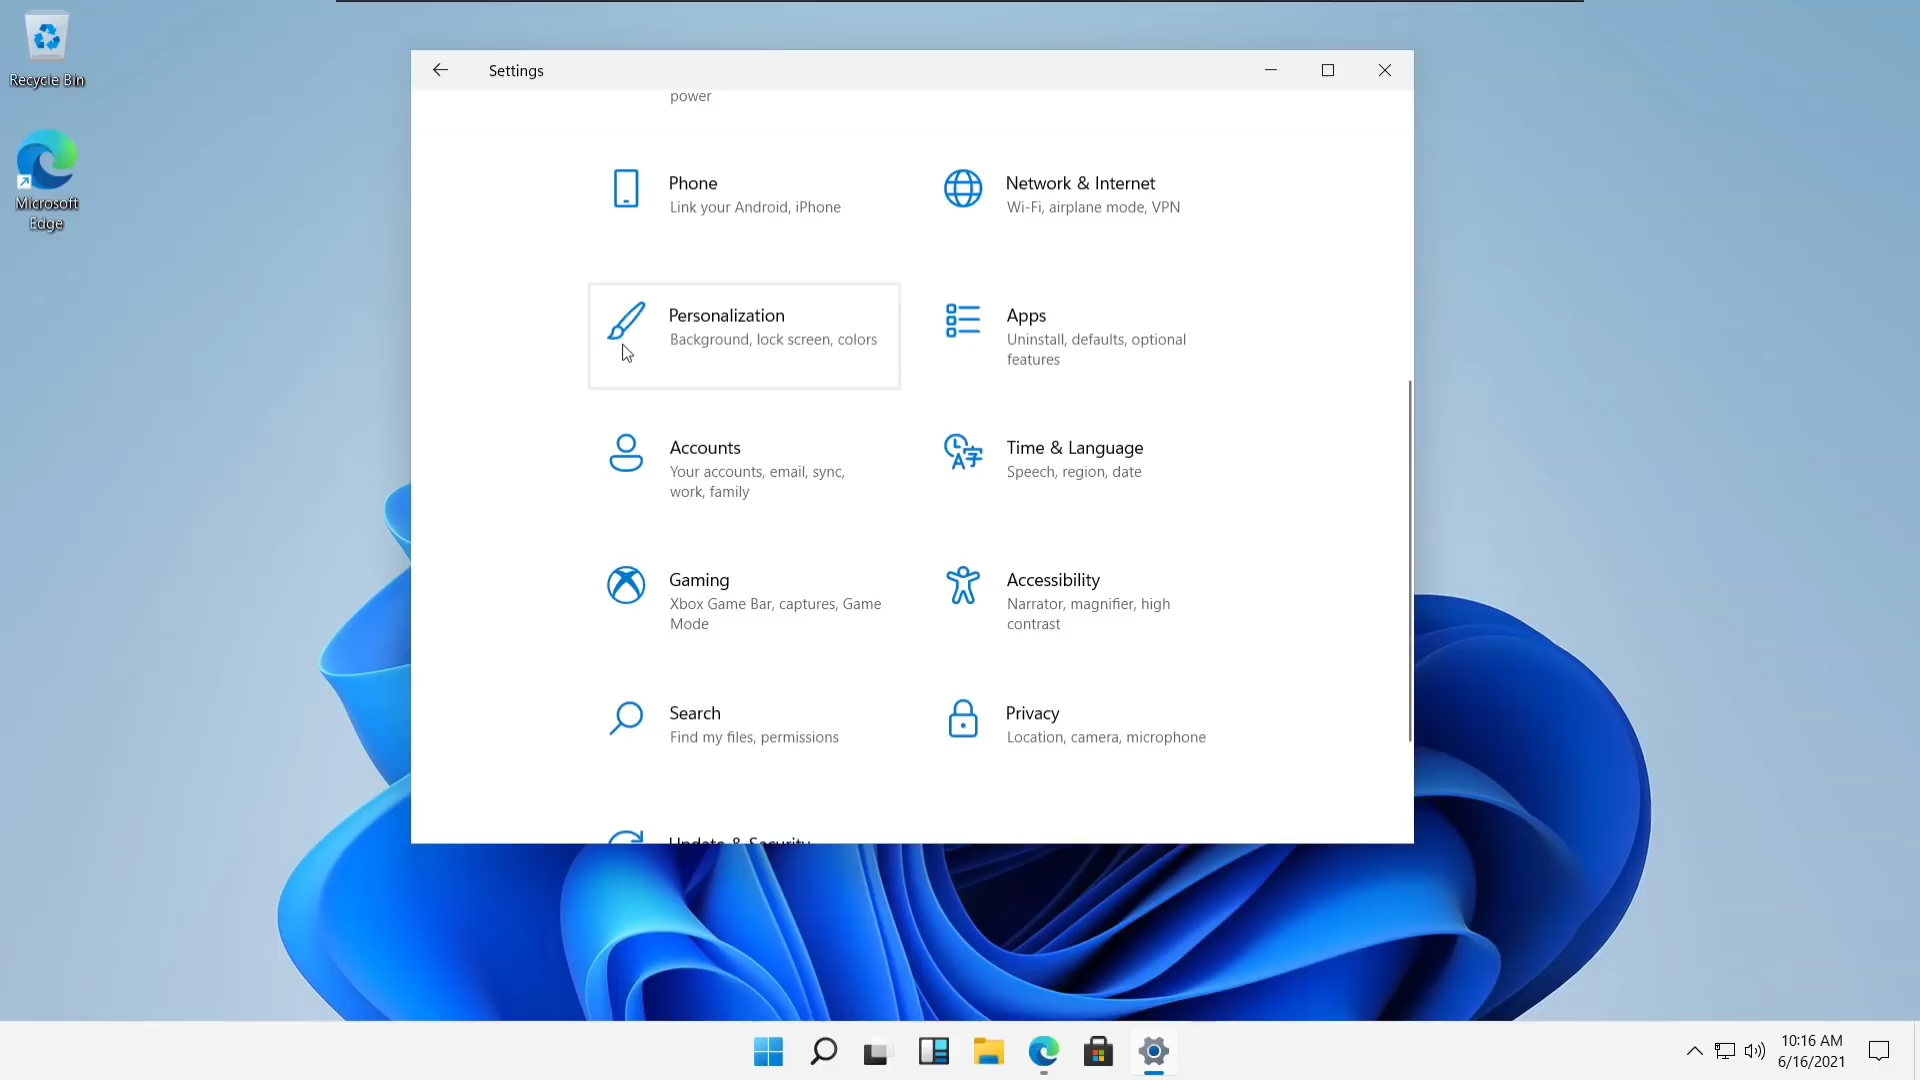 Recycle Bin
Microsoft
Edge
Settings
power
Phone
Link your Android, iPhone
Network & Internet
Wi-Fi, airplane mode, VPN
Personalization
Background, lock screen, colors
Apps
Uninstall, defaults, optional
features
Accounts
Your accounts, email, sync,
work, family
Time & Language
Speech, region, date
Gaming
Xbox Game Bar, captures, Game
Mode
Accessibility
Narrator, magnifier, high
contrast
Search
Find my files, permissions
Privacy
Location, camera, microphone
Update & Security
10:16 AM
6/16/2021